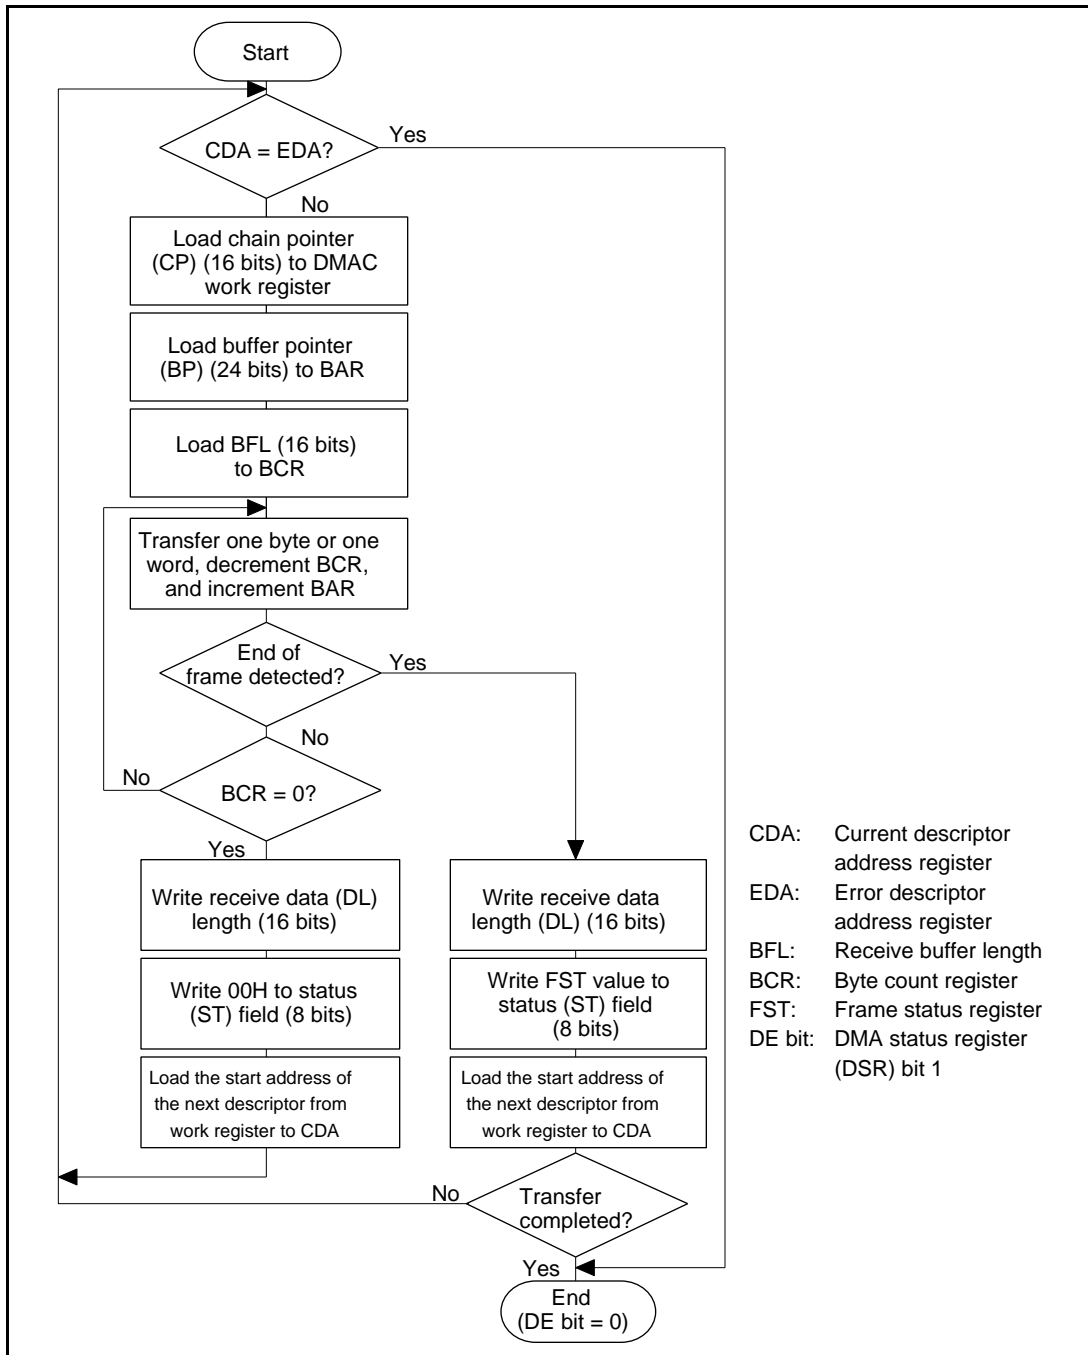 Start
CDA = EDA?
Yes
No
Load chain pointer
(CP) (16 bits) to DMAC
work register
Load buffer pointer
(BP) (24 bits) to BAR
Load BFL (16 bits)
to BCR
Transfer one byte or one
word, decrement BCR,
and increment BAR
End of
frame detected?
Yes
No
BCR = 0?
No
Yes
Write receive data (DL)
length (16 bits)
Write 00H to status
(ST) field (8 bits)
Load the start address of
the next descriptor from
work register to CDA
Write receive data
length (DL) (16 bits)
Write FST value to
status (ST) field
(8 bits)
Load the start address of
the next descriptor from
work register to CDA
No
Transfer
completed?
Yes
End
(DE bit = 0)
CDA: Current descriptor
address register
EDA: Error descriptor
address register
BFL: Receive buffer length
BCR: Byte count register
FST: Frame status register
DE bit: DMA status register
(DSR) bit 1